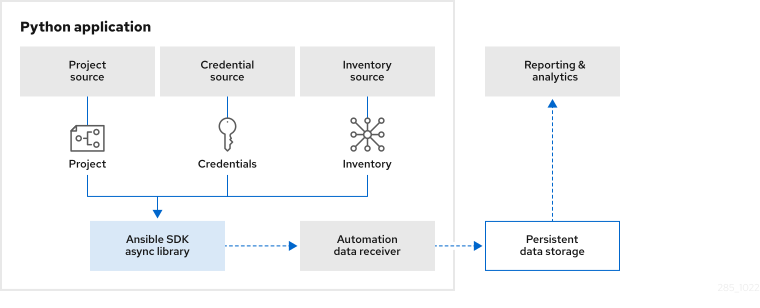 Python application
Project
source
Credential
source
Inventory
source
Reporting &
analytics
Project
Credentials
Inventory
Ansible SDK
async library
Automation
data receiver
Persistent
data storage
285_1022